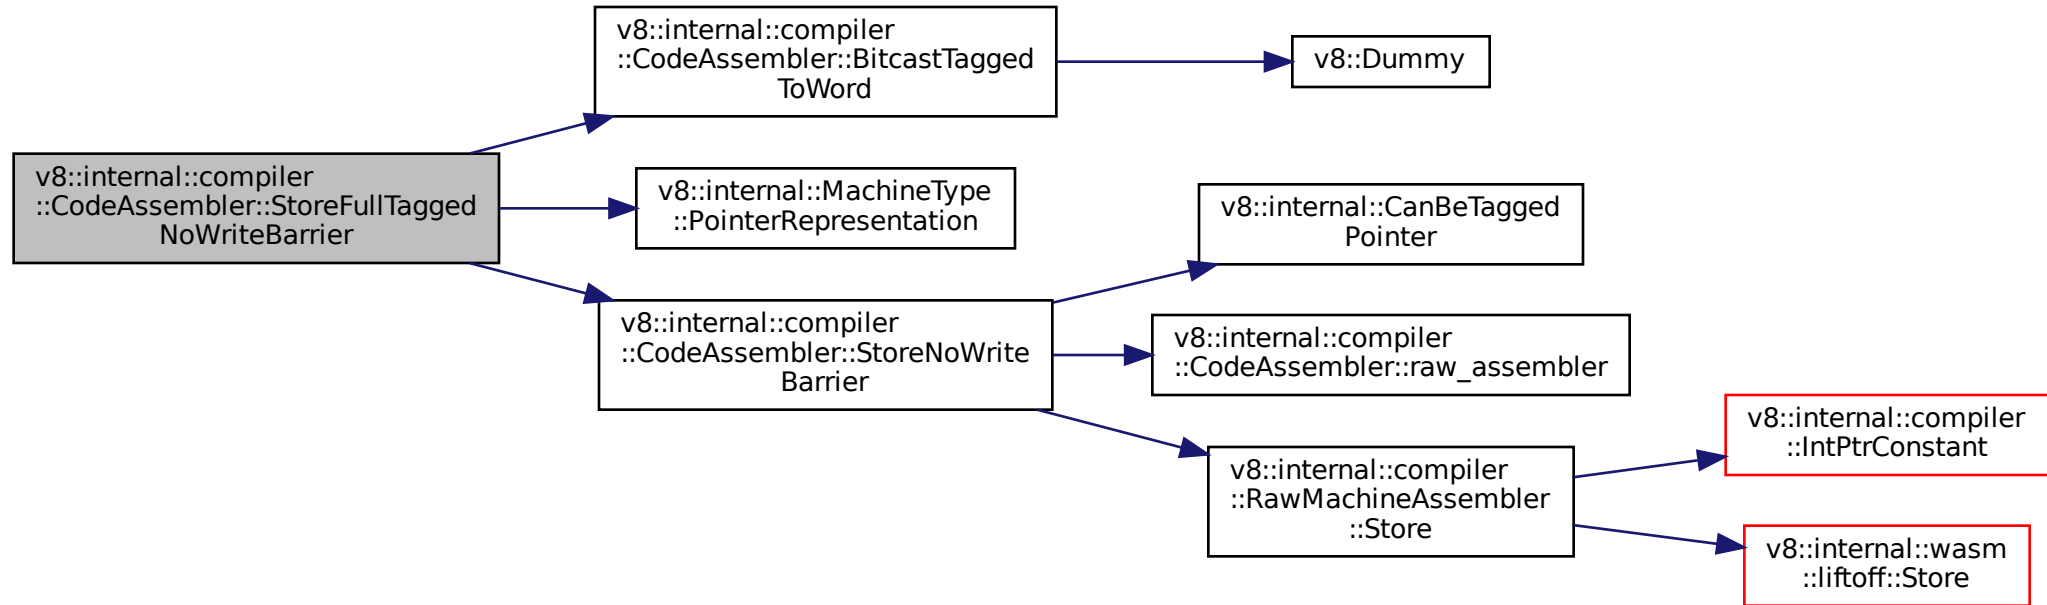 v8::internal::compiler
::CodeAssembler::StoreFullTagged
NoWriteBarrier
v8::internal::compiler
::CodeAssembler::BitcastTagged
ToWord
v8::Dummy
v8::internal::MachineType
::PointerRepresentation
v8::internal::compiler
::CodeAssembler::StoreNoWrite
Barrier
v8::internal::CanBeTagged
Pointer
v8::internal::compiler
::CodeAssembler::raw_assembler
v8::internal::compiler
::RawMachineAssembler
::Store
v8::internal::compiler
::IntPtrConstant
v8::internal::wasm
::liftoff::Store